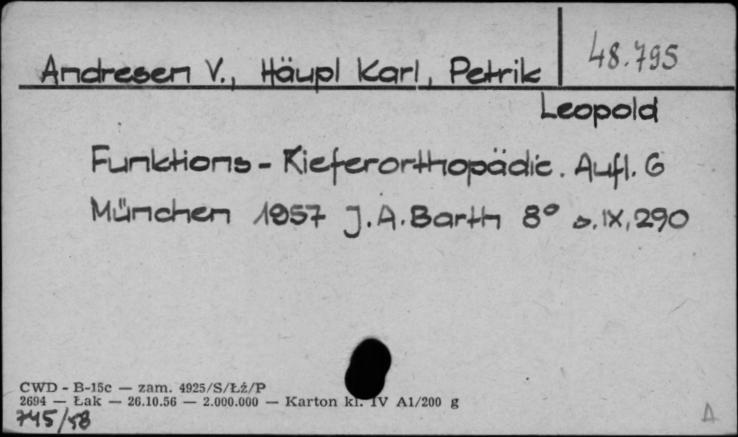 48.795
Andresen V., Häupl Karl, Petrik
Leopold
Funktions-Kieferorthopädie. Aufl. 6
München 1957 J.A.Barth 8° s.IX,290
CWD - B-15c — zam. 4925/S/Łź/P
2694 — Łak — 26.10.56 — 2.000.000 — Karton kl. IV A1/200 g
745/58